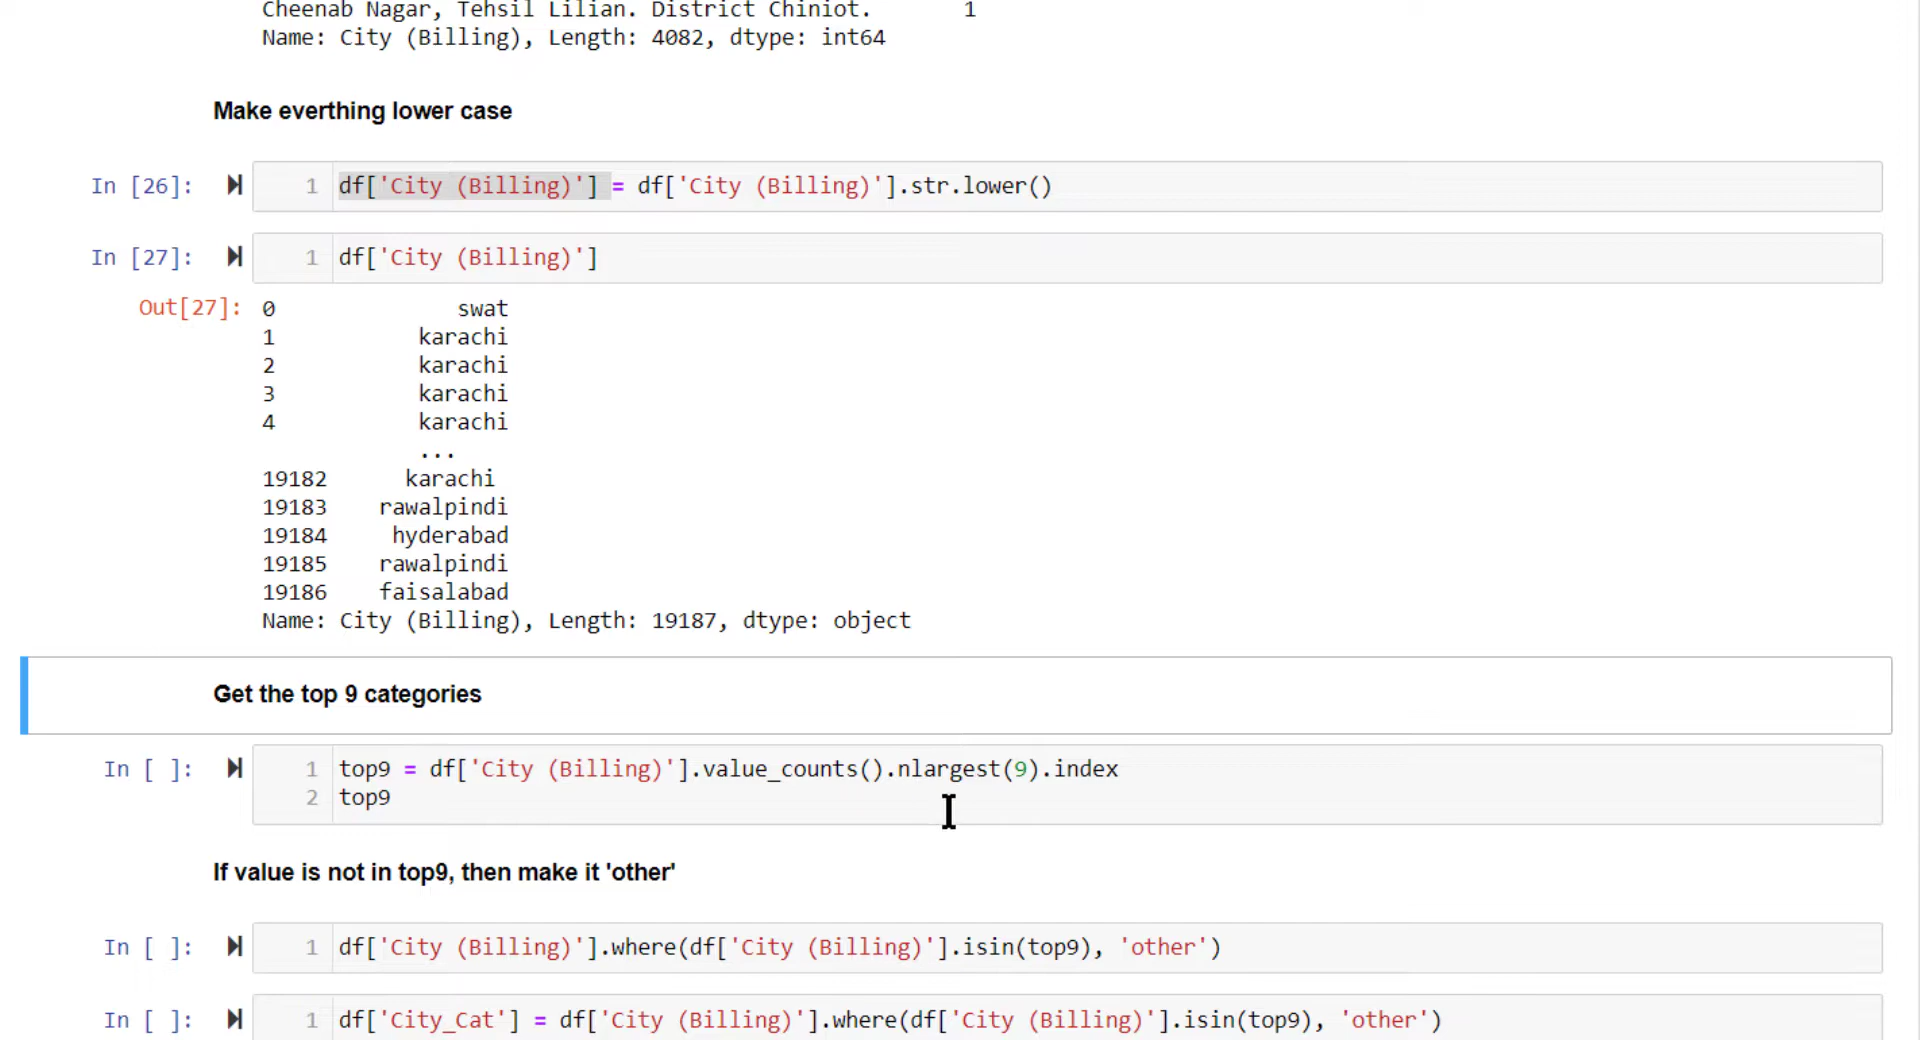 Cheenab Nagar, Tehsil Lilian. District Chiniot.       1
Name: City (Billing), Length: 4082, dtype: int64
Make everthing lower case
In [26]: 1 df['City (Billing)'] = df['City (Billing)'].str.lower()
In [27]: 1 df['City (Billing)']
Out[27]: 0 swat
1 karachi
2 karachi
3 karachi
4 karachi
...
19182 karachi
19183 rawalpindi
19184 hyderabad
19185 rawalpindi
19186 faisalabad
Name: City (Billing), Length: 19187, dtype: object
Get the top 9 categories
In [ ]: 1 top9 = df['City (Billing)'].value_counts().nlargest(9).index
2 top9
If value is not in top9, then make it 'other'
In [ ]: 1 df['City (Billing)'].where(df['City (Billing)'].isin(top9), 'other')
In [ ]: 1 df['City_Cat'] = df['City (Billing)'].where(df['City (Billing)'].isin(top9), 'other')